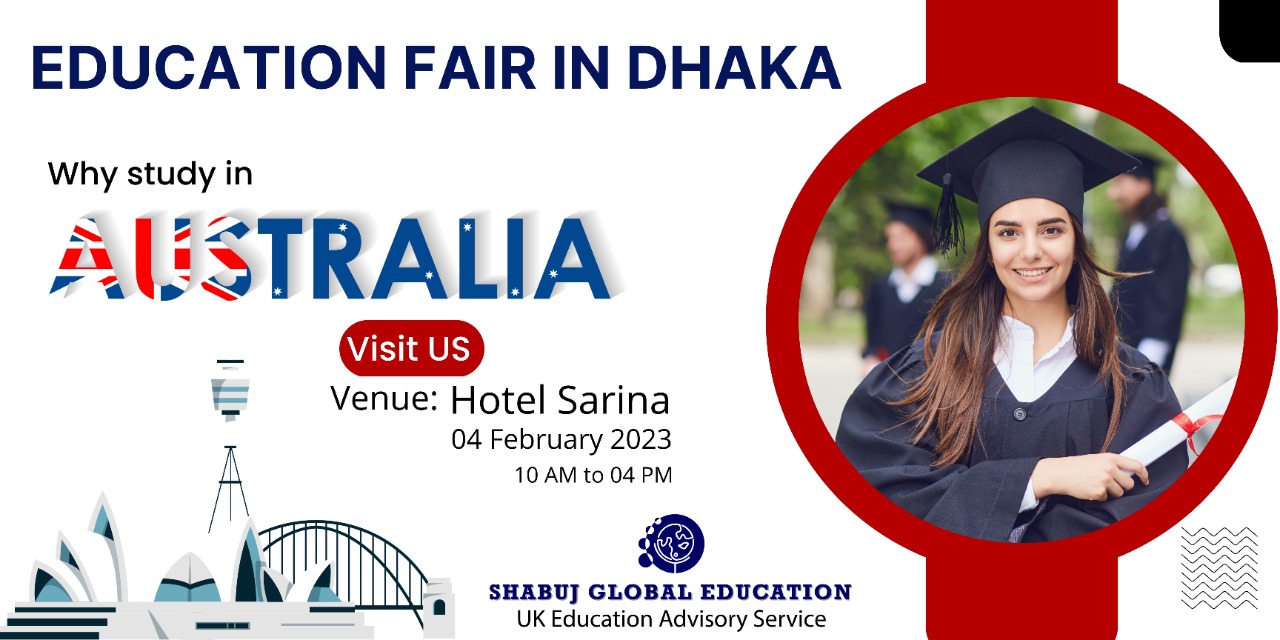 EDUCATION FAIR IN DHAKA
Why study in
AUSTRALIA
Visit US
Venue: Hotel Sarina
04 February 2023
10 AM to 04 PM
SHABUJ GLOBAL EDUCATION
UK Education Advisory Service